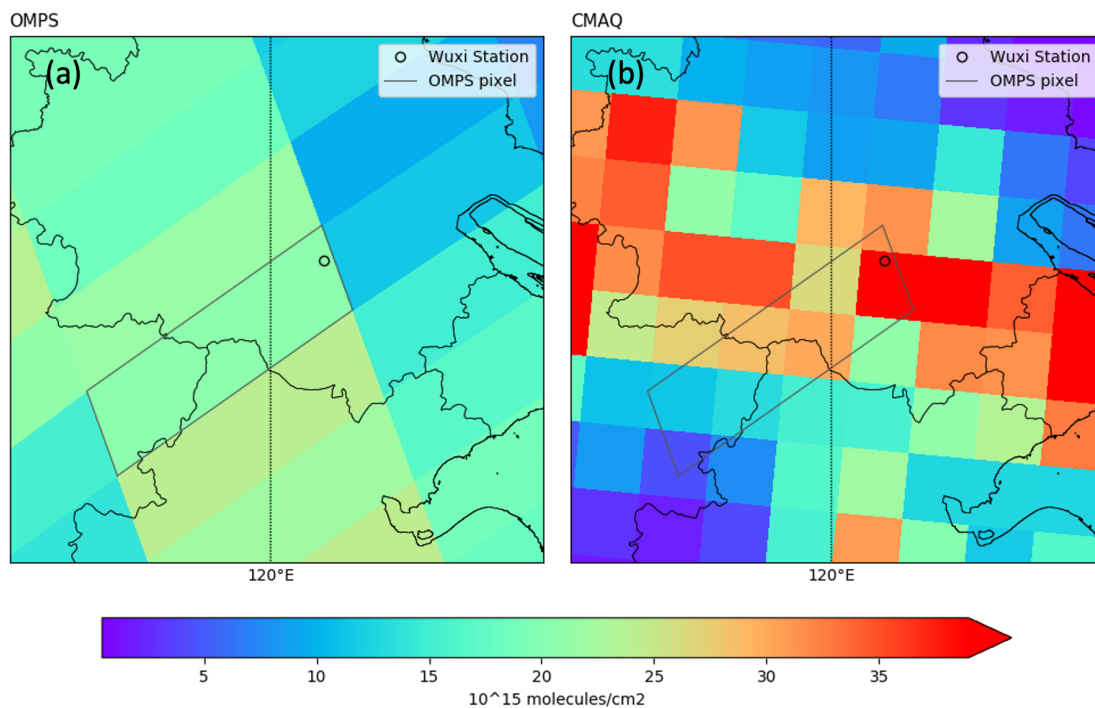 OMPS
(a)
Wuxi Station
OMPS pixel
120°E
CMAQ
(b)
Wuxi Station
OMPS pixel
120°E
5 10 15 20 25 30 35
10^15 molecules/cm2